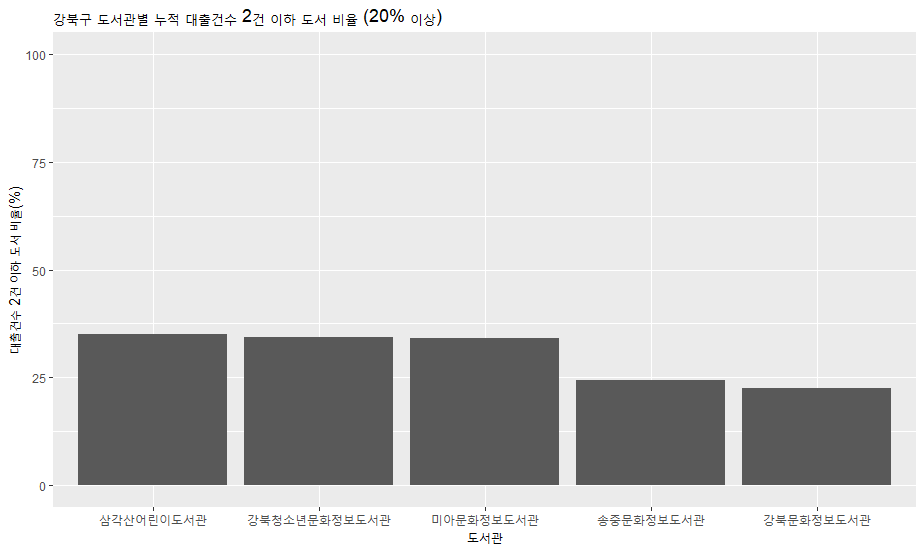 강북구 도서관별 누적 대출건수 2건 이하 도서 비율 (20% 이상)
대출건수 2건 이하 도서 비율(%)
100
75
50
25
0
삼각산어린이도서관 강북청소년문화정보도서관 미아문화정보도서관 송중문화정보도서관 강북문화정보도서관
도서관